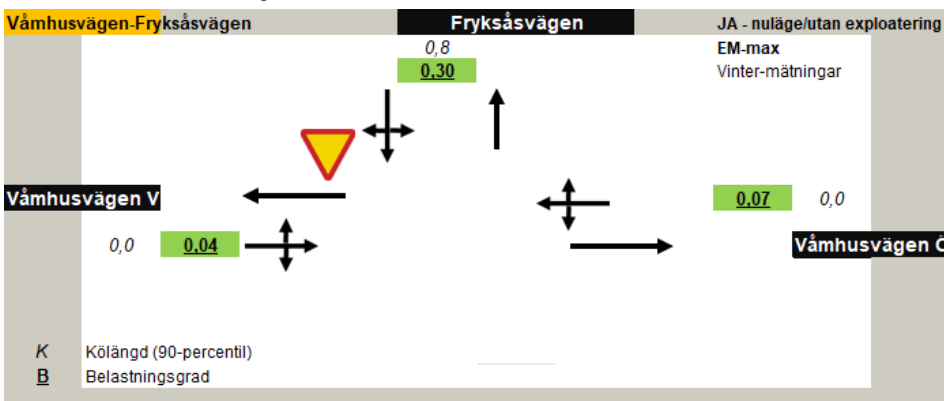 Våmhusvägen-Fryksåsvägen Fryksåsvägen JA - nuläge/utan exploatering
0,8 EM-max
0,30 Vinter-mätningar
Våmhusvägen V 0,07 0,0
0,0 0,04 Våmhusvägen Ö
K Kölängd (90-percentil)
B Belastningsgrad